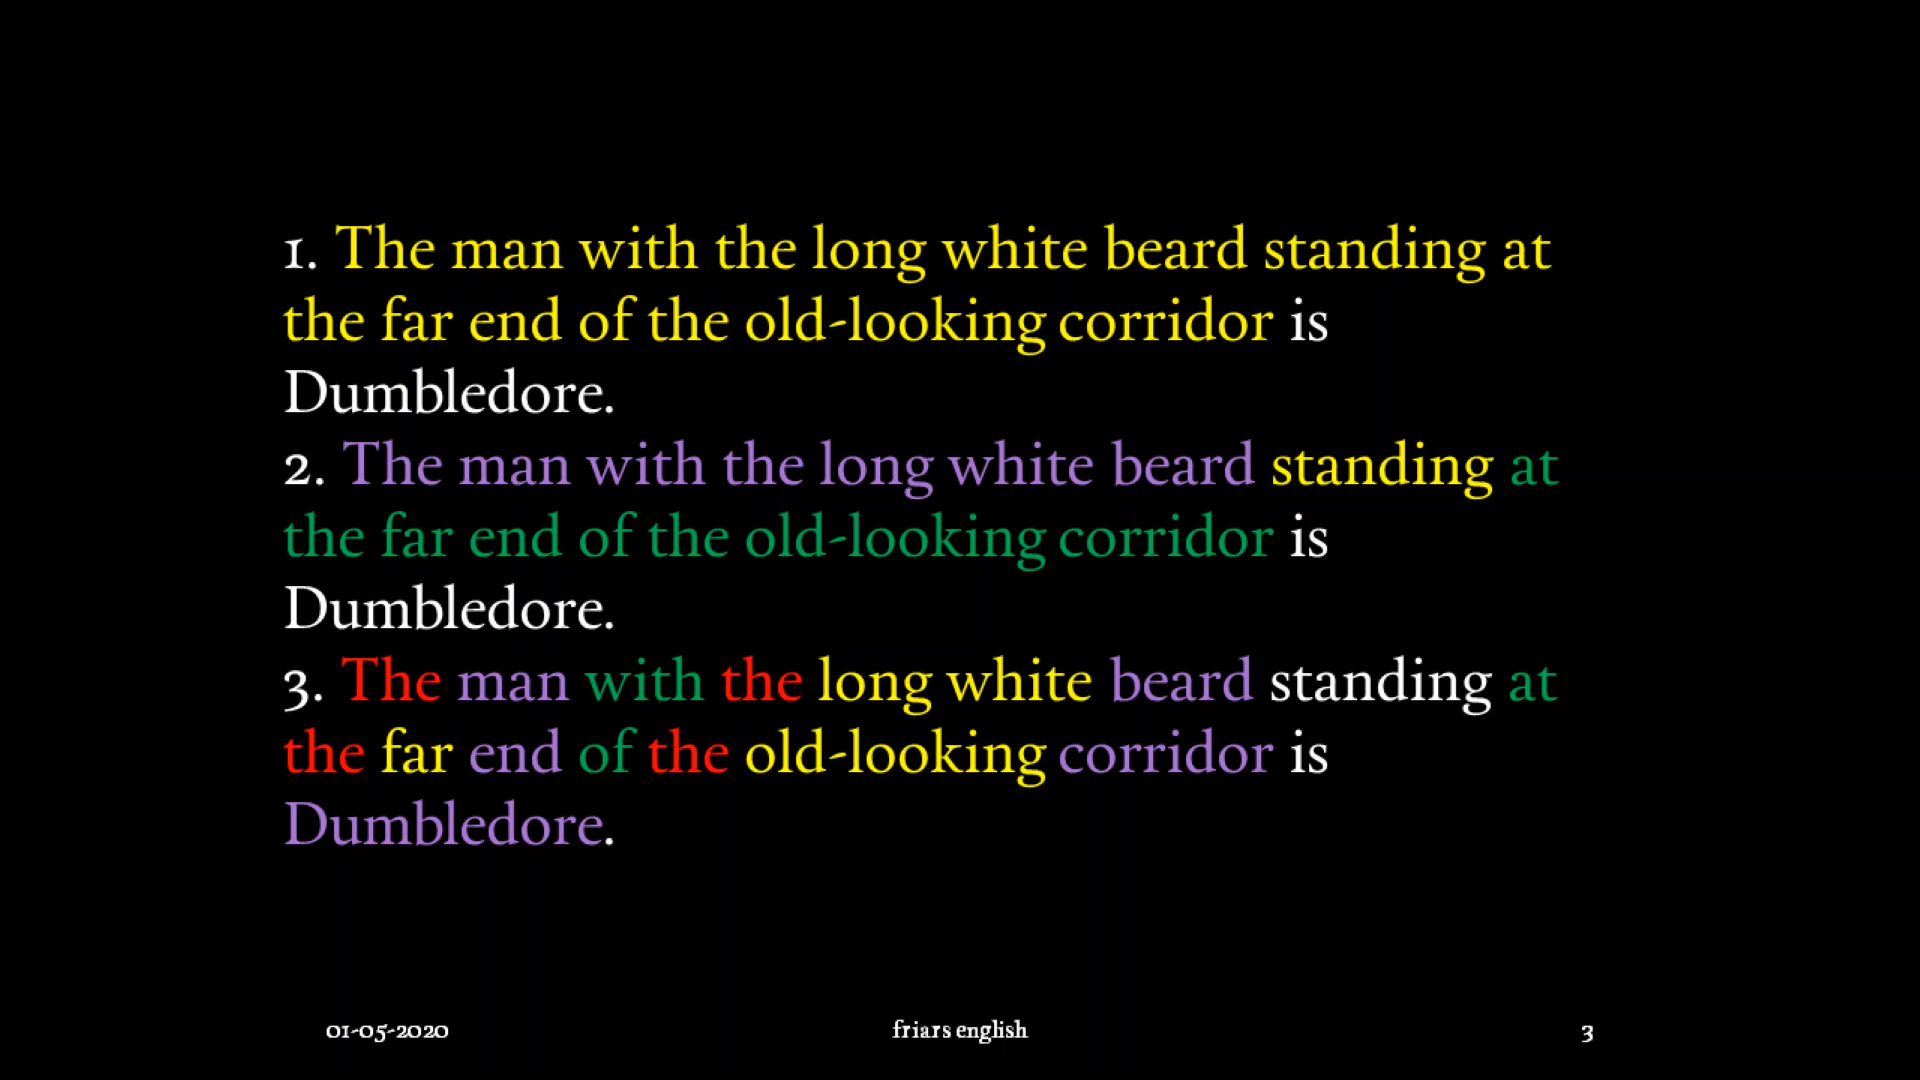 1. The man with the long white beard standing at
the far end of the old-looking corridor is
Dumbledore.
2. The man with the long white beard standing at
the far end of the old-looking corridor is
Dumbledore.
3. The man with the long white beard standing at
the far end of the old-looking corridor is
Dumbledore.
01-05-2020 friars english 3